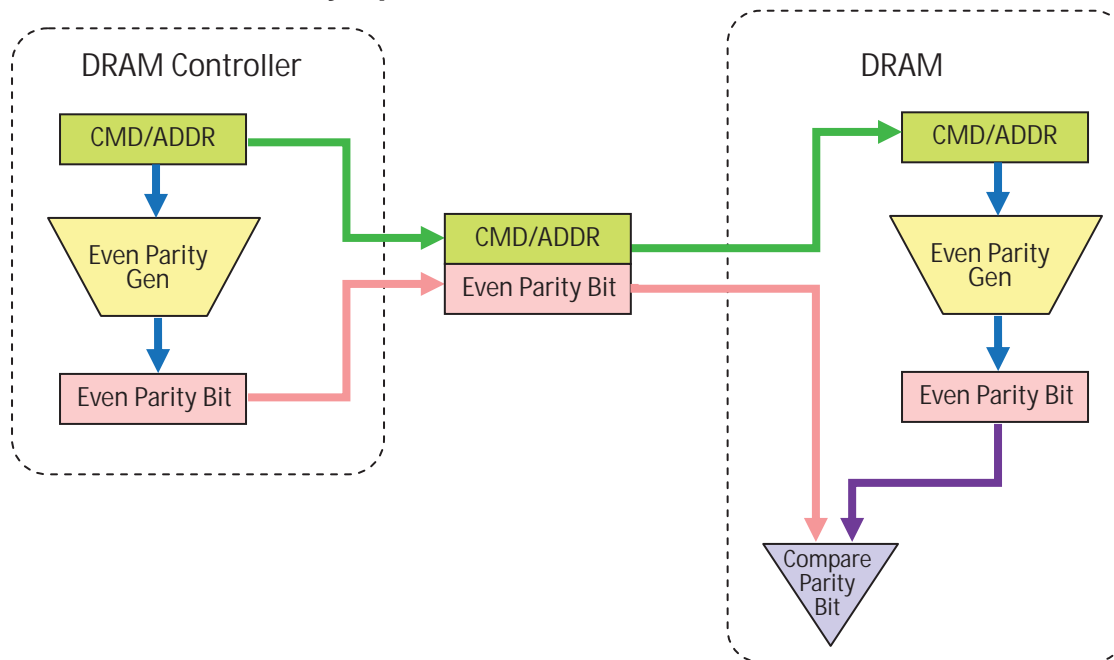 DRAM Controller
CMD/ADDR
Even Parity
Gen
Even Parity Bit
CMD/ADDR
Even Parity Bit
DRAM
CMD/ADDR
Even Parity
Gen
Even Parity Bit
Compare
Parity
Bit